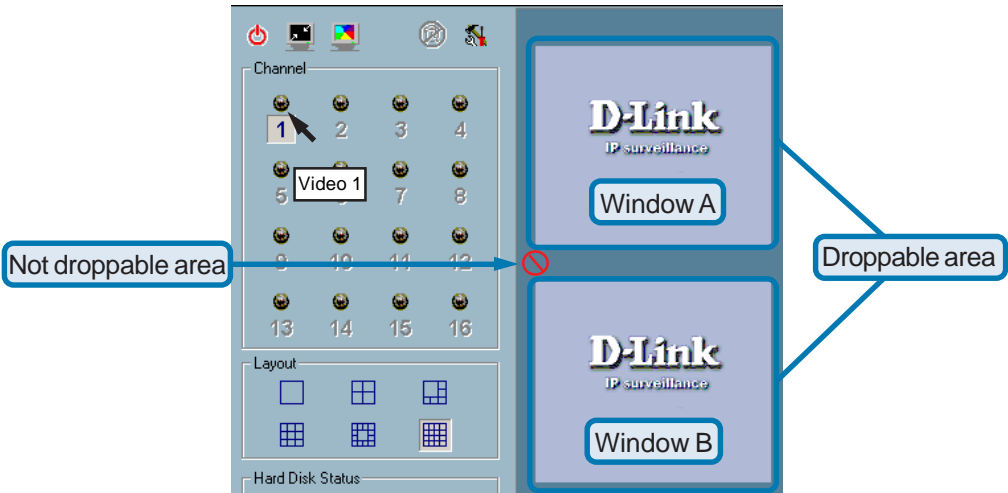 Channel
1 2 3 4
Video 1
5 6 7 8
9 10 11 12
13 14 15 16
Layout
Hard Disk Status
D-Link
IP surveillance
Window A
Not droppable area
Droppable area
D-Link
IP surveillance
Window B